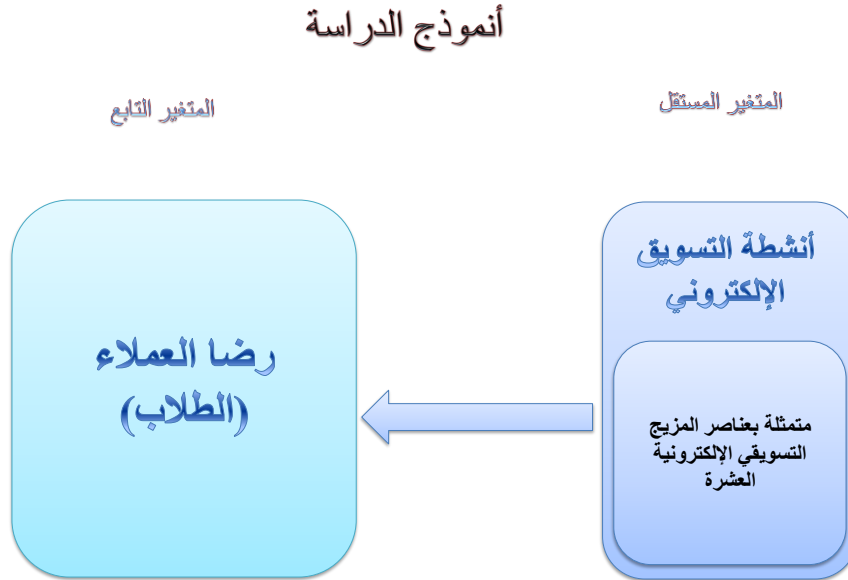 أنموذج الدراسة
المتغير المستقل
المتغير التابع
أنشطة التسويق
الإلكتروني
متمثلة بعناصر المزيج
التسويقي الإلكترونية
العشرة
رضا العملاء
(الطلاب)